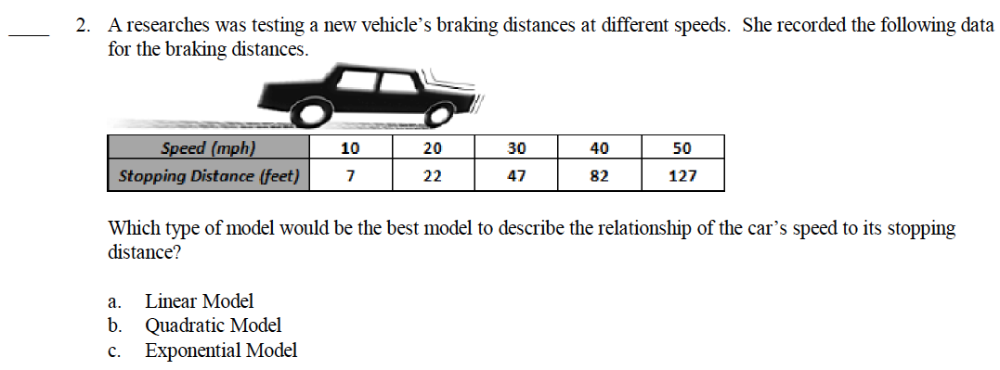 2. A researches was testing a new vehicle's braking distances at different speeds. She recorded the following data
for the braking distances.
Speed (mph) 10 20 30 40 50
Stopping Distance (feet) 7 22 47 82 127
Which type of model would be the best model to describe the relationship of the car's speed to its stopping
distance?
a. Linear Model
b. Quadratic Model
c. Exponential Model